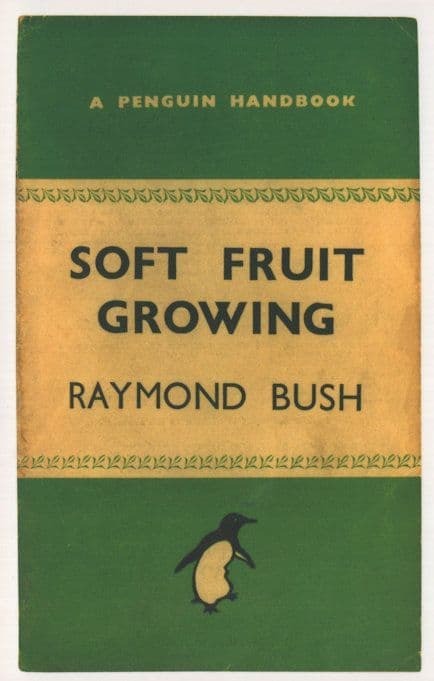 A PENGUIN HANDBOOK
SOFT FRUIT
GROWING
RAYMOND BUSH